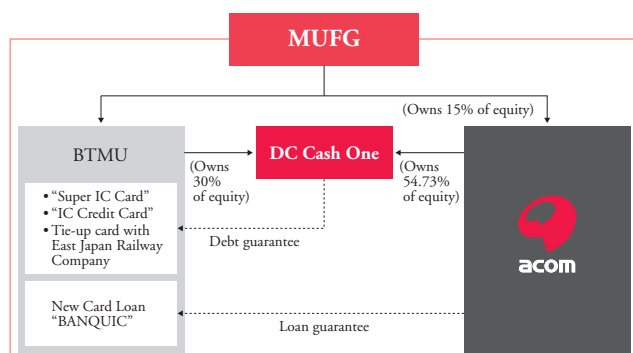 MUFG
(Owns 15% of equity)
BTMU
(Owns
30%
of equity)
DC Cash One
(Owns
54.73%
of equity)
• “Super IC Card”
• “IC Credit Card”
• Tie-up card with
East Japan Railway
Company
Debt guarantee
acom
New Card Loan
“BANQUIC”
Loan guarantee